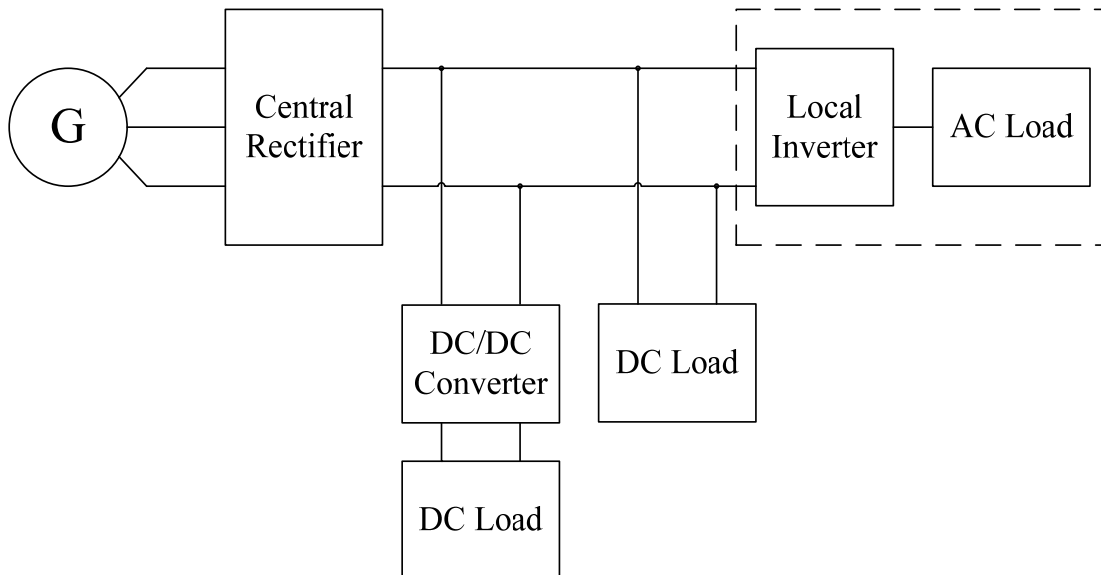 G
Central
Rectifier
Local
Inverter
AC Load
DC/DC
Converter
DC Load
DC Load